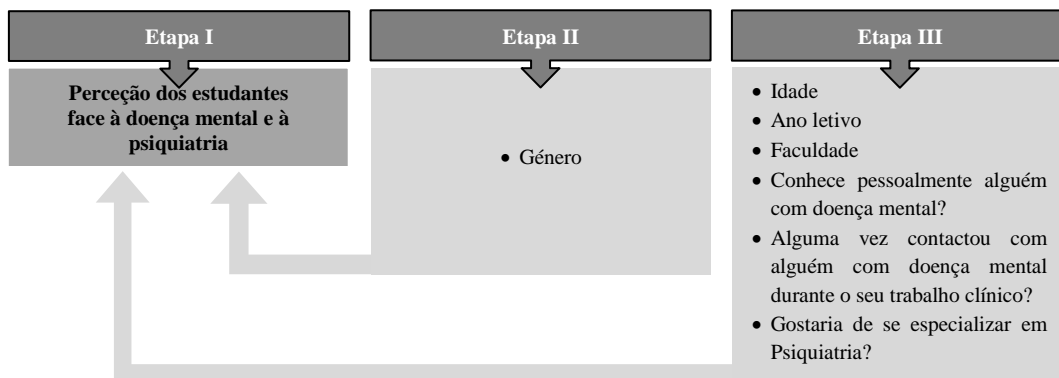 Etapa I
Perceção dos estudantes
face à doença mental e à
psiquiatria
Etapa II
• Género
Etapa III
• Idade
• Ano letivo
• Faculdade
• Conhece pessoalmente alguém
com doença mental?
• Alguma vez contactou com
alguém com doença mental
durante o seu trabalho clínico?
• Gostaria de se especializar em
Psiquiatria?